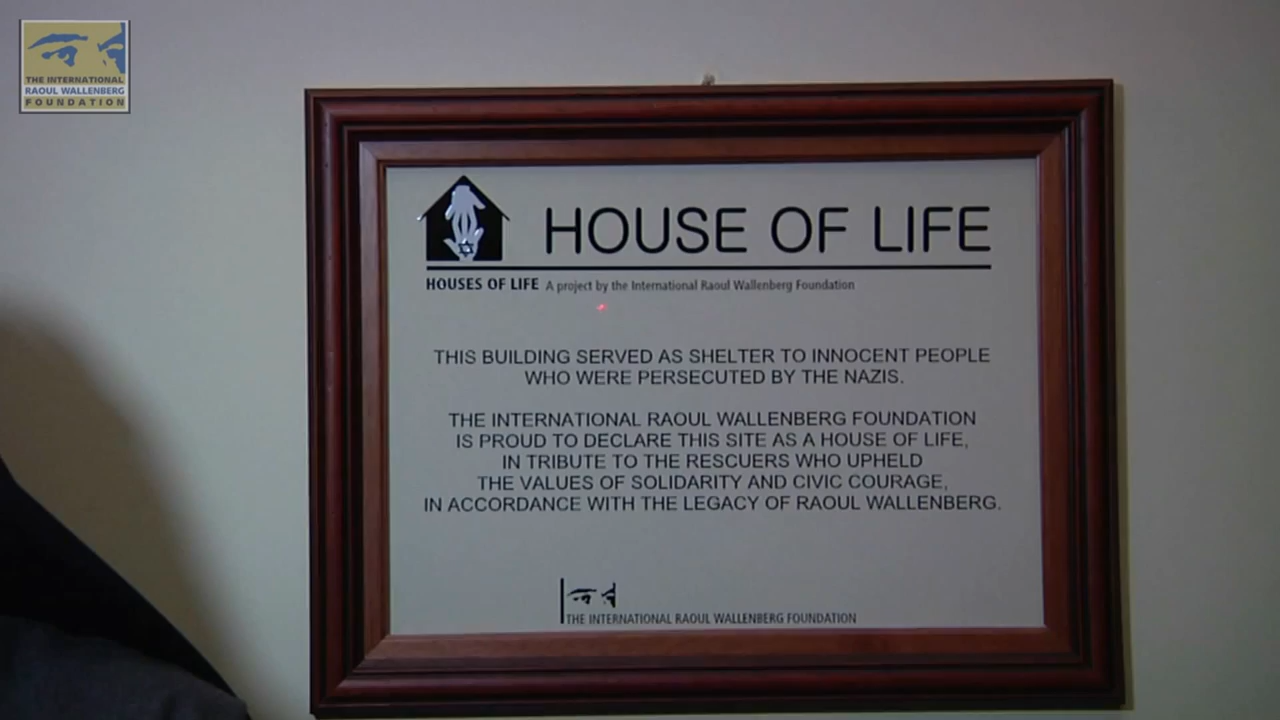 THE INTERNATIONAL
RAOUL WALLENBERG
FOUNDATION
HOUSE OF LIFE
HOUSES OF LIFE A project by the International Raoul Wallenberg Foundation
THIS BUILDING SERVED AS SHELTER TO INNOCENT PEOPLE
WHO WERE PERSECUTED BY THE NAZIS.
THE INTERNATIONAL RAOUL WALLENBERG FOUNDATION
IS PROUD TO DECLARE THIS SITE AS A HOUSE OF LIFE,
IN TRIBUTE TO THE RESCUERS WHO UPHELD
THE VALUES OF SOLIDARITY AND CIVIC COURAGE,
IN ACCORDANCE WITH THE LEGACY OF RAOUL WALLENBERG.
THE INTERNATIONAL RAOUL WALLENBERG FOUNDATION